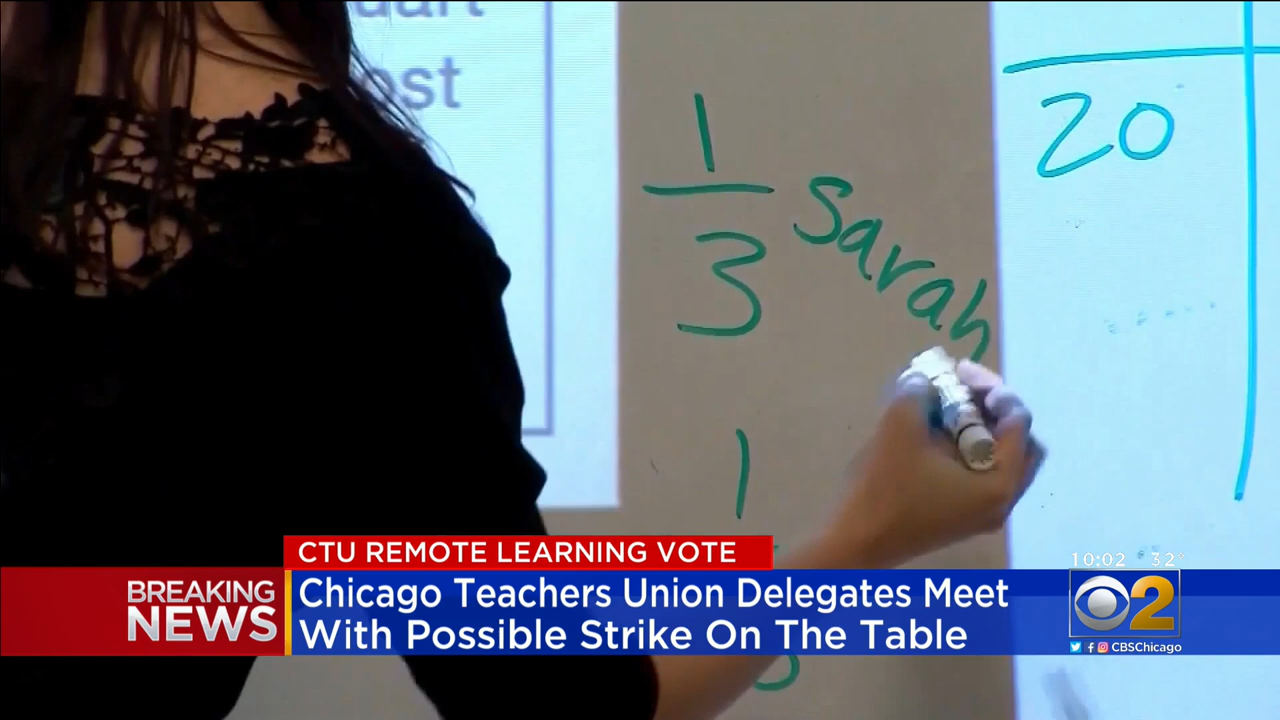 ost
20
1
3
Sarah
1
CTU REMOTE LEARNING VOTE
BREAKING
NEWS
Chicago Teachers Union Delegates Meet
With Possible Strike On The Table
10:02 32°
2
CBSChicago